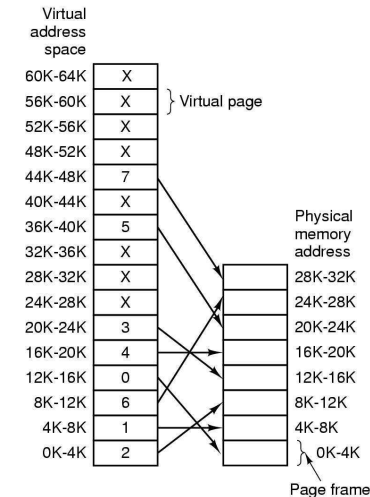 Virtual
address
space
60K-64K X
56K-60K X Virtual page
52K-56K X
48K-52K X
44K-48K 7
40K-44K X
36K-40K 5
32K-36K X
28K-32K X
24K-28K X
20K-24K 3
16K-20K 4
12K-16K 0
8K-12K 6
4K-8K 1
0K-4K 2
Physical
memory
address
28K-32K
24K-28K
20K-24K
16K-20K
12K-16K
8K-12K
4K-8K
0K-4K
Page frame